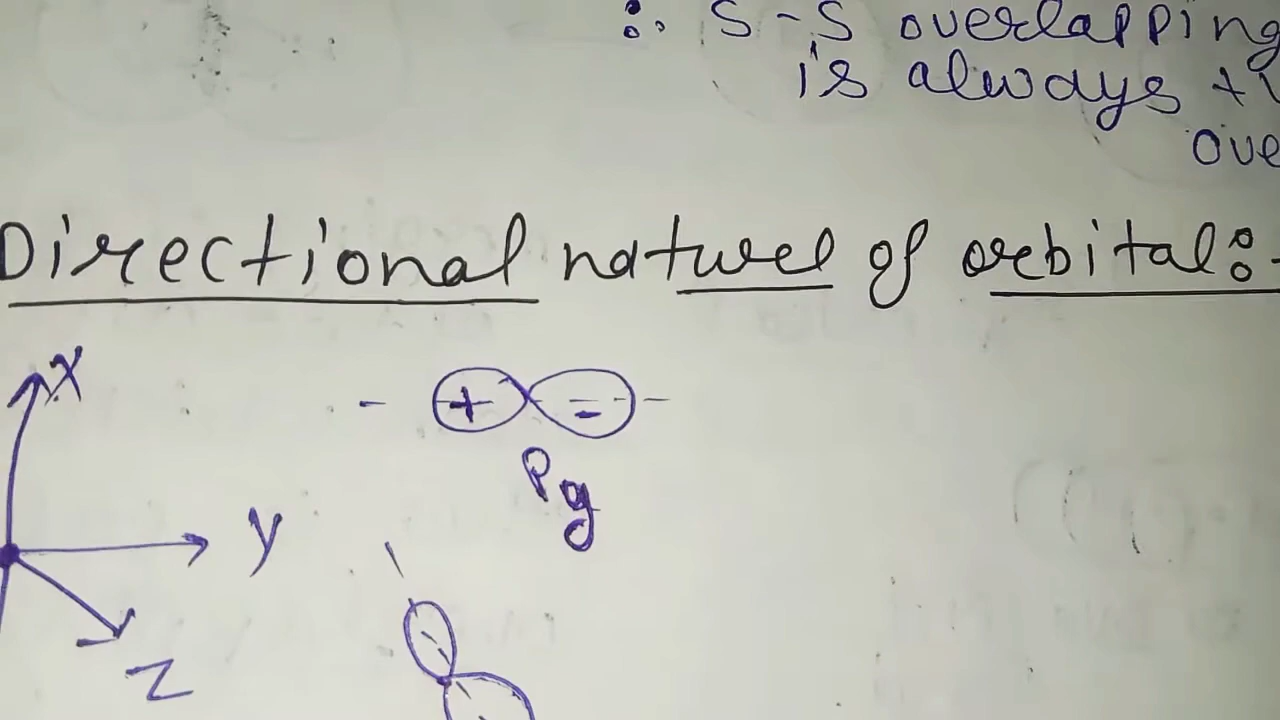 ∴ S-S overlapping
is always +
ove
Directional nature of orbital:-
X
+ -
Py
Y
Z